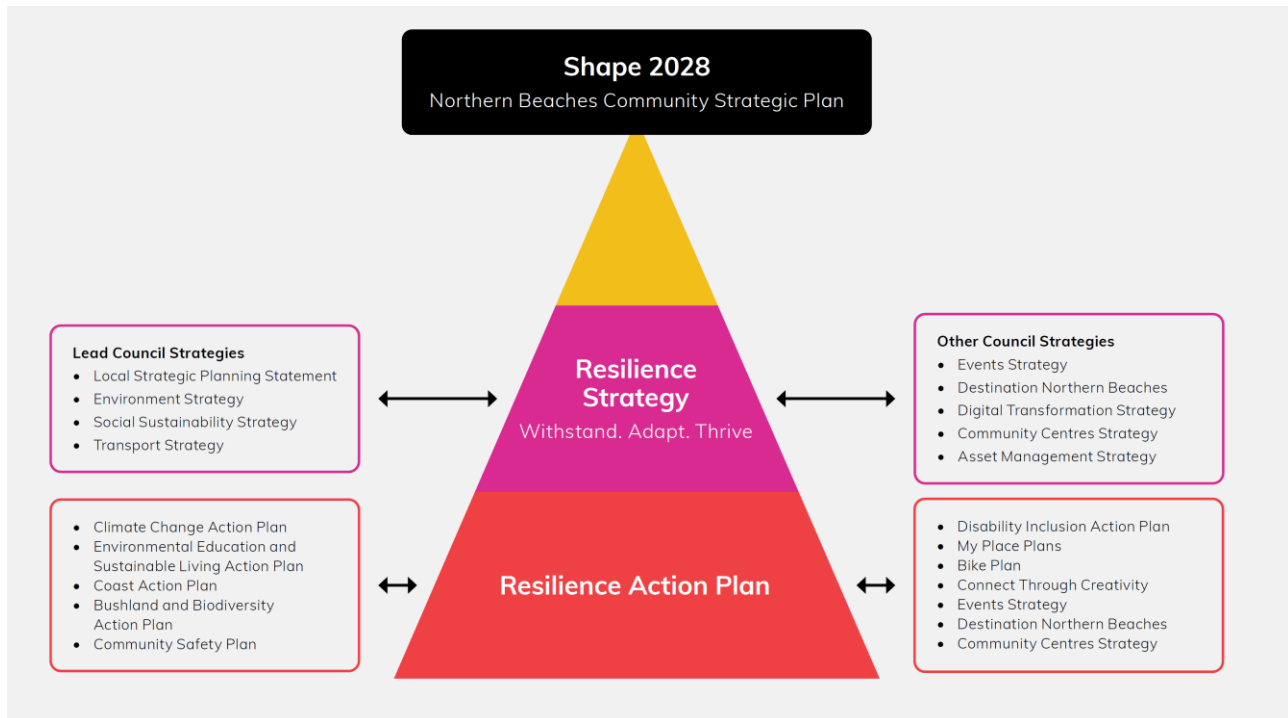 Shape 2028
Northern Beaches Community Strategic Plan
Lead Council Strategies
• Local Strategic Planning Statement
• Environment Strategy
• Social Sustainability Strategy
• Transport Strategy
Resilience
Strategy
Withstand. Adapt. Thrive
Other Council Strategies
• Events Strategy
• Destination Northern Beaches
• Digital Transformation Strategy
• Community Centres Strategy
• Asset Management Strategy
• Climate Change Action Plan
• Environmental Education and
Sustainable Living Action Plan
• Coast Action Plan
• Bushland and Biodiversity
Action Plan
• Community Safety Plan
Resilience Action Plan
• Disability Inclusion Action Plan
• My Place Plans
• Bike Plan
• Connect Through Creativity
• Events Strategy
• Destination Northern Beaches
• Community Centres Strategy